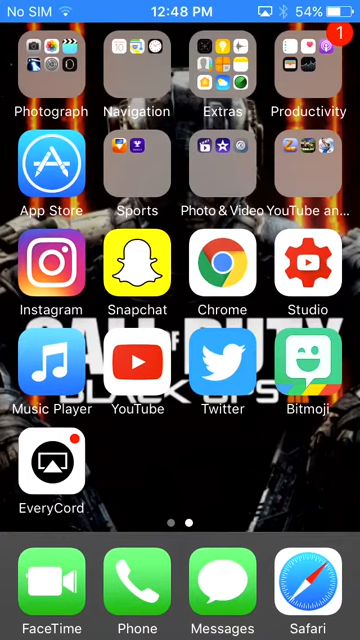 No SIM 12:48 PM 54%
1
Photograph Navigation Extras Productivity
App Store Sports Photo & Video YouTube an...
Instagram Snapchat Chrome Studio
CALL OF DUTY
BLACK OPS
Music Player YouTube Twitter Bitmoji
EveryCord
FaceTime Phone Messages Safari